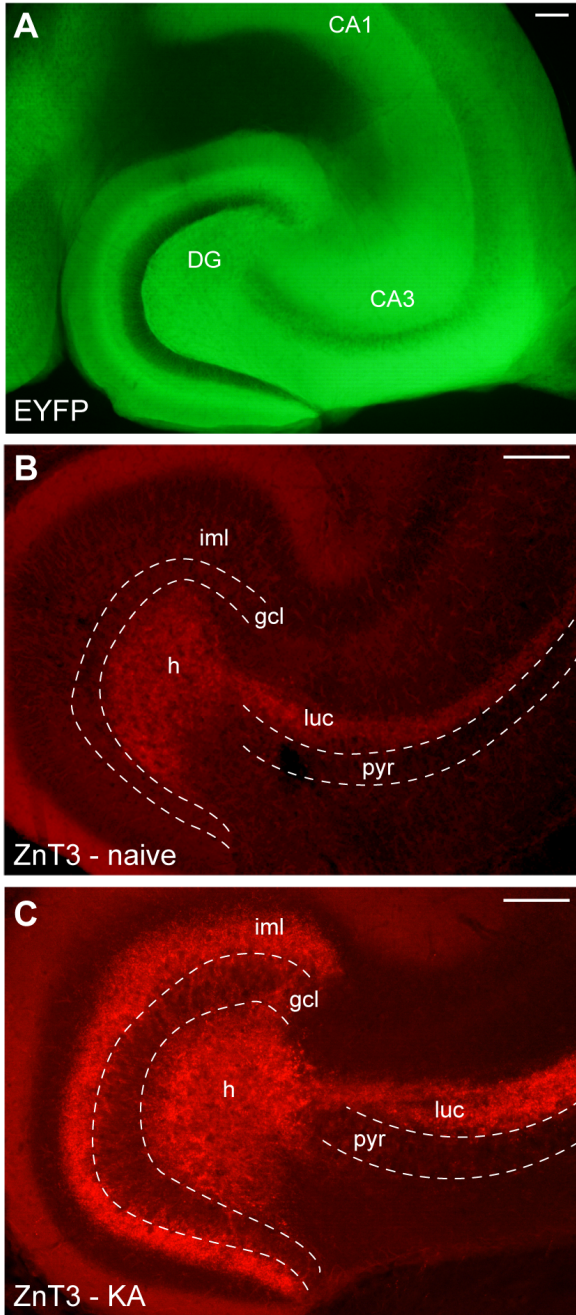 A
CA1
DG
CA3
EYFP
B
iml
gcl
h
luc
pyr
ZnT3 - naive
C
iml
gcl
h
luc
pyr
ZnT3 - KA